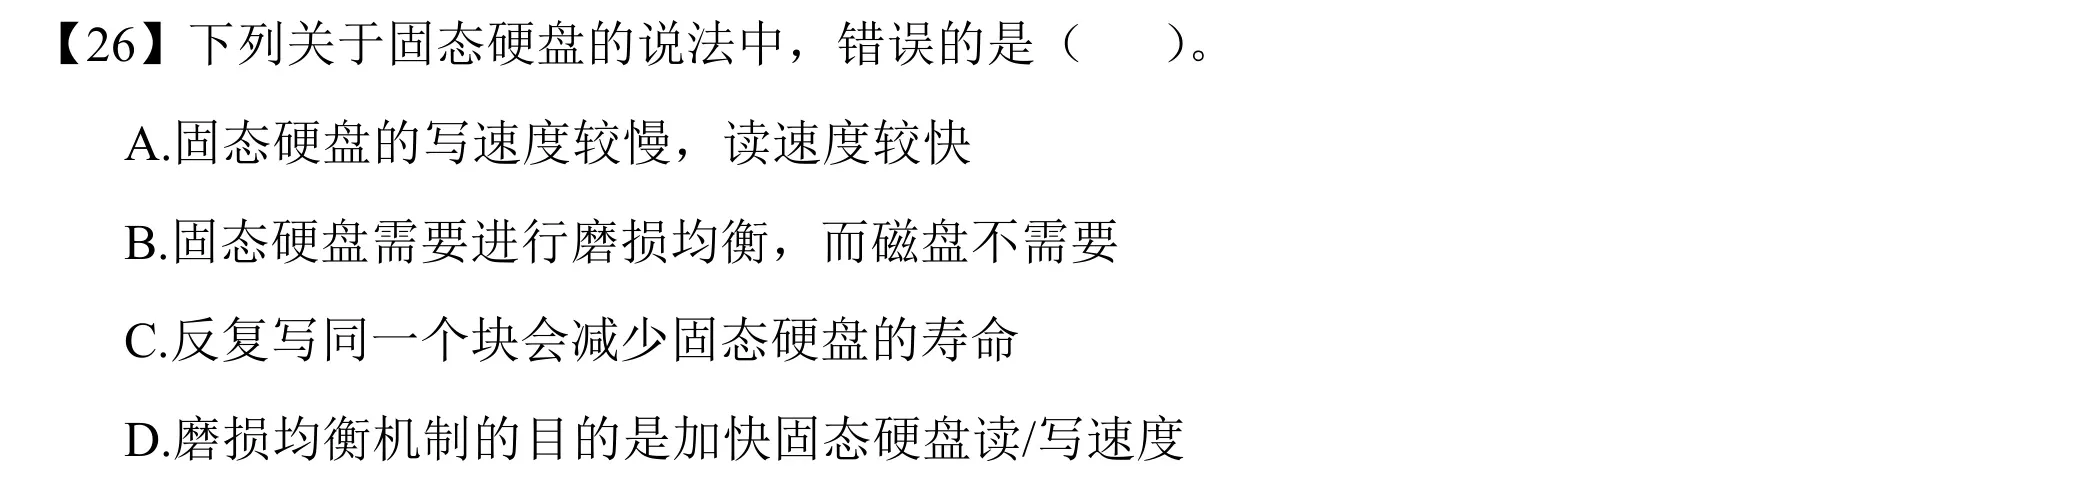 【26】下列关于固态硬盘的说法中，错误的是（　　）。
A.固态硬盘的写速度较慢，读速度较快
B.固态硬盘需要进行磨损均衡，而磁盘不需要
C.反复写同一个块会减少固态硬盘的寿命
D.磨损均衡机制的目的是加快固态硬盘读/写速度